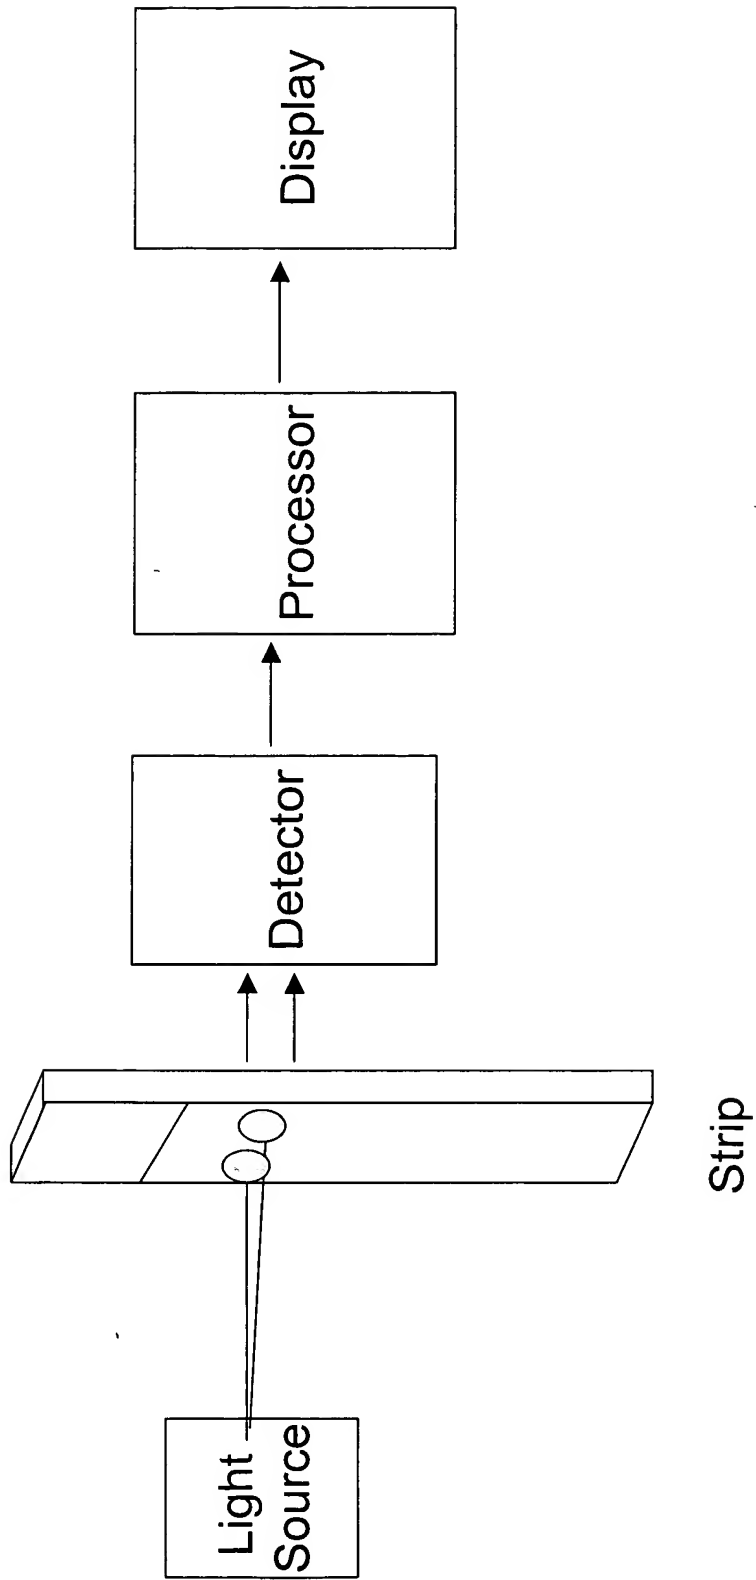 Light
Source
Strip
Detector
Processor
Display